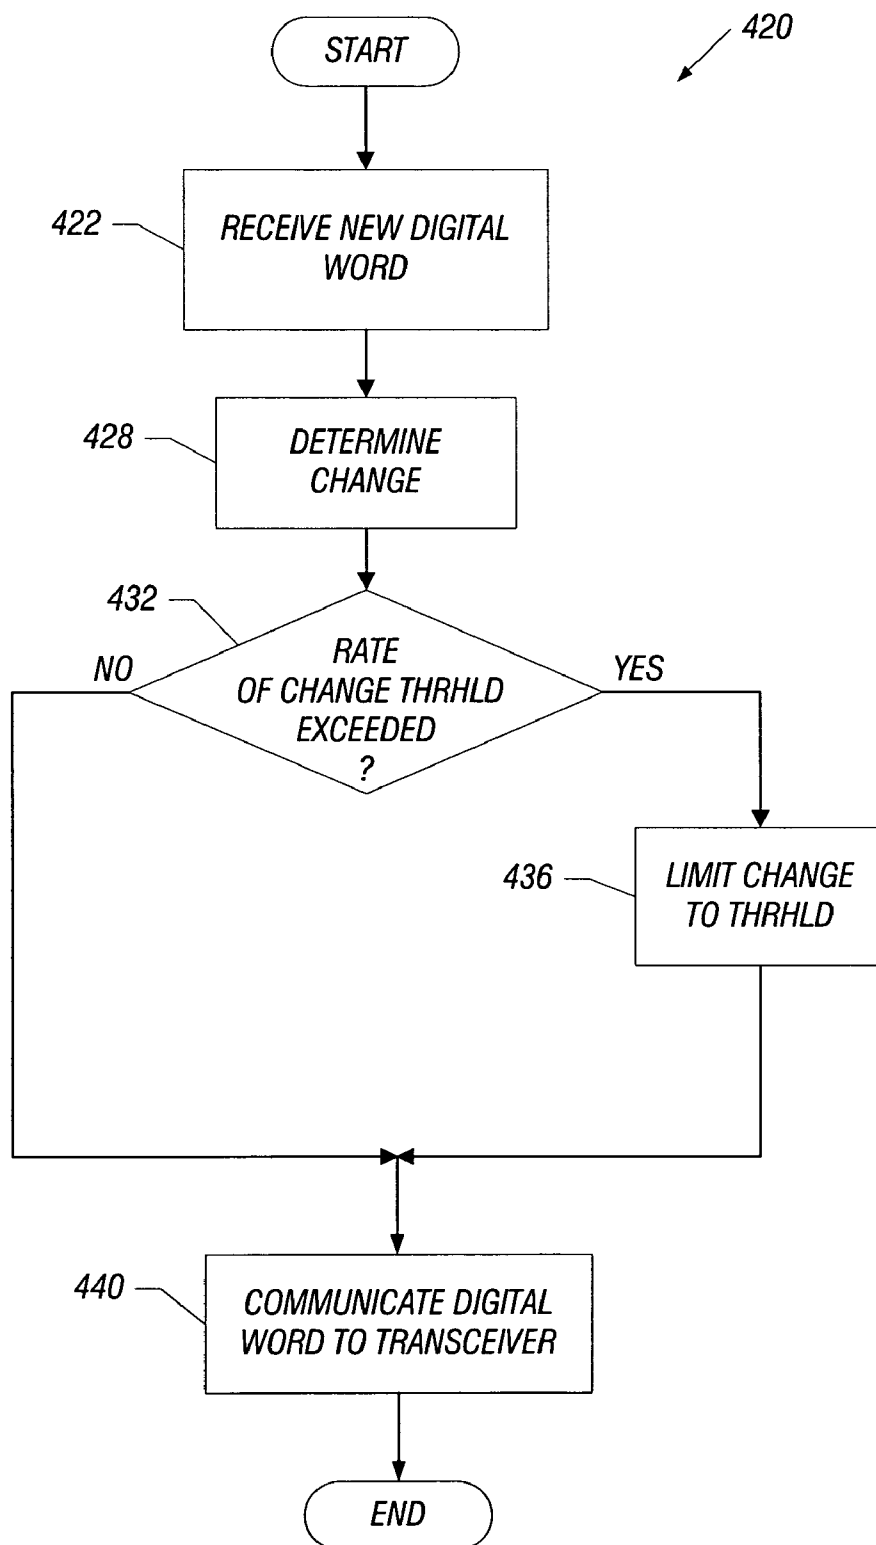 START
420
422
RECEIVE NEW DIGITAL
WORD
428
DETERMINE
CHANGE
432
NO
RATE
OF CHANGE THRHLD
EXCEEDED
?
YES
436
LIMIT CHANGE
TO THRHLD
440
COMMUNICATE DIGITAL
WORD TO TRANSCEIVER
END